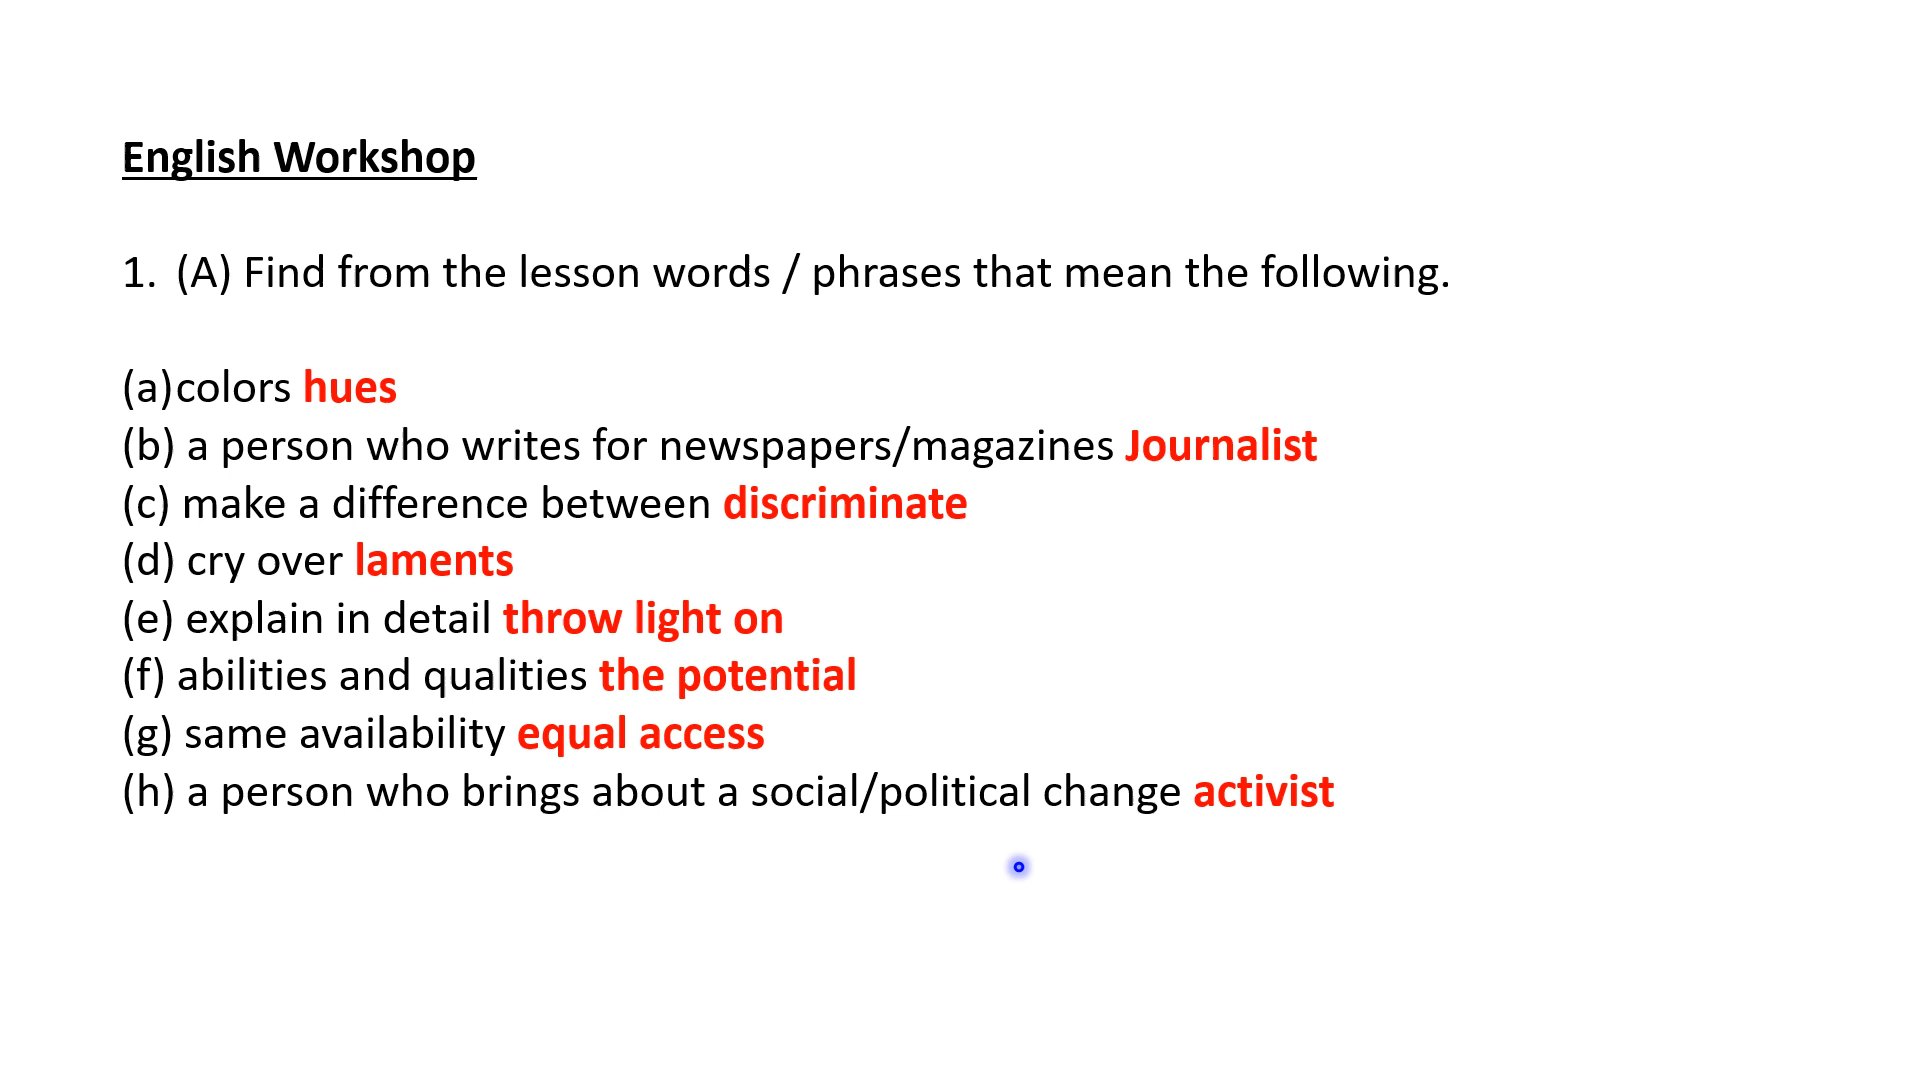 English Workshop
1. (A) Find from the lesson words / phrases that mean the following.
(a) colors hues
(b) a person who writes for newspapers/magazines Journalist
(c) make a difference between discriminate
(d) cry over laments
(e) explain in detail throw light on
(f) abilities and qualities the potential
(g) same availability equal access
(h) a person who brings about a social/political change activist